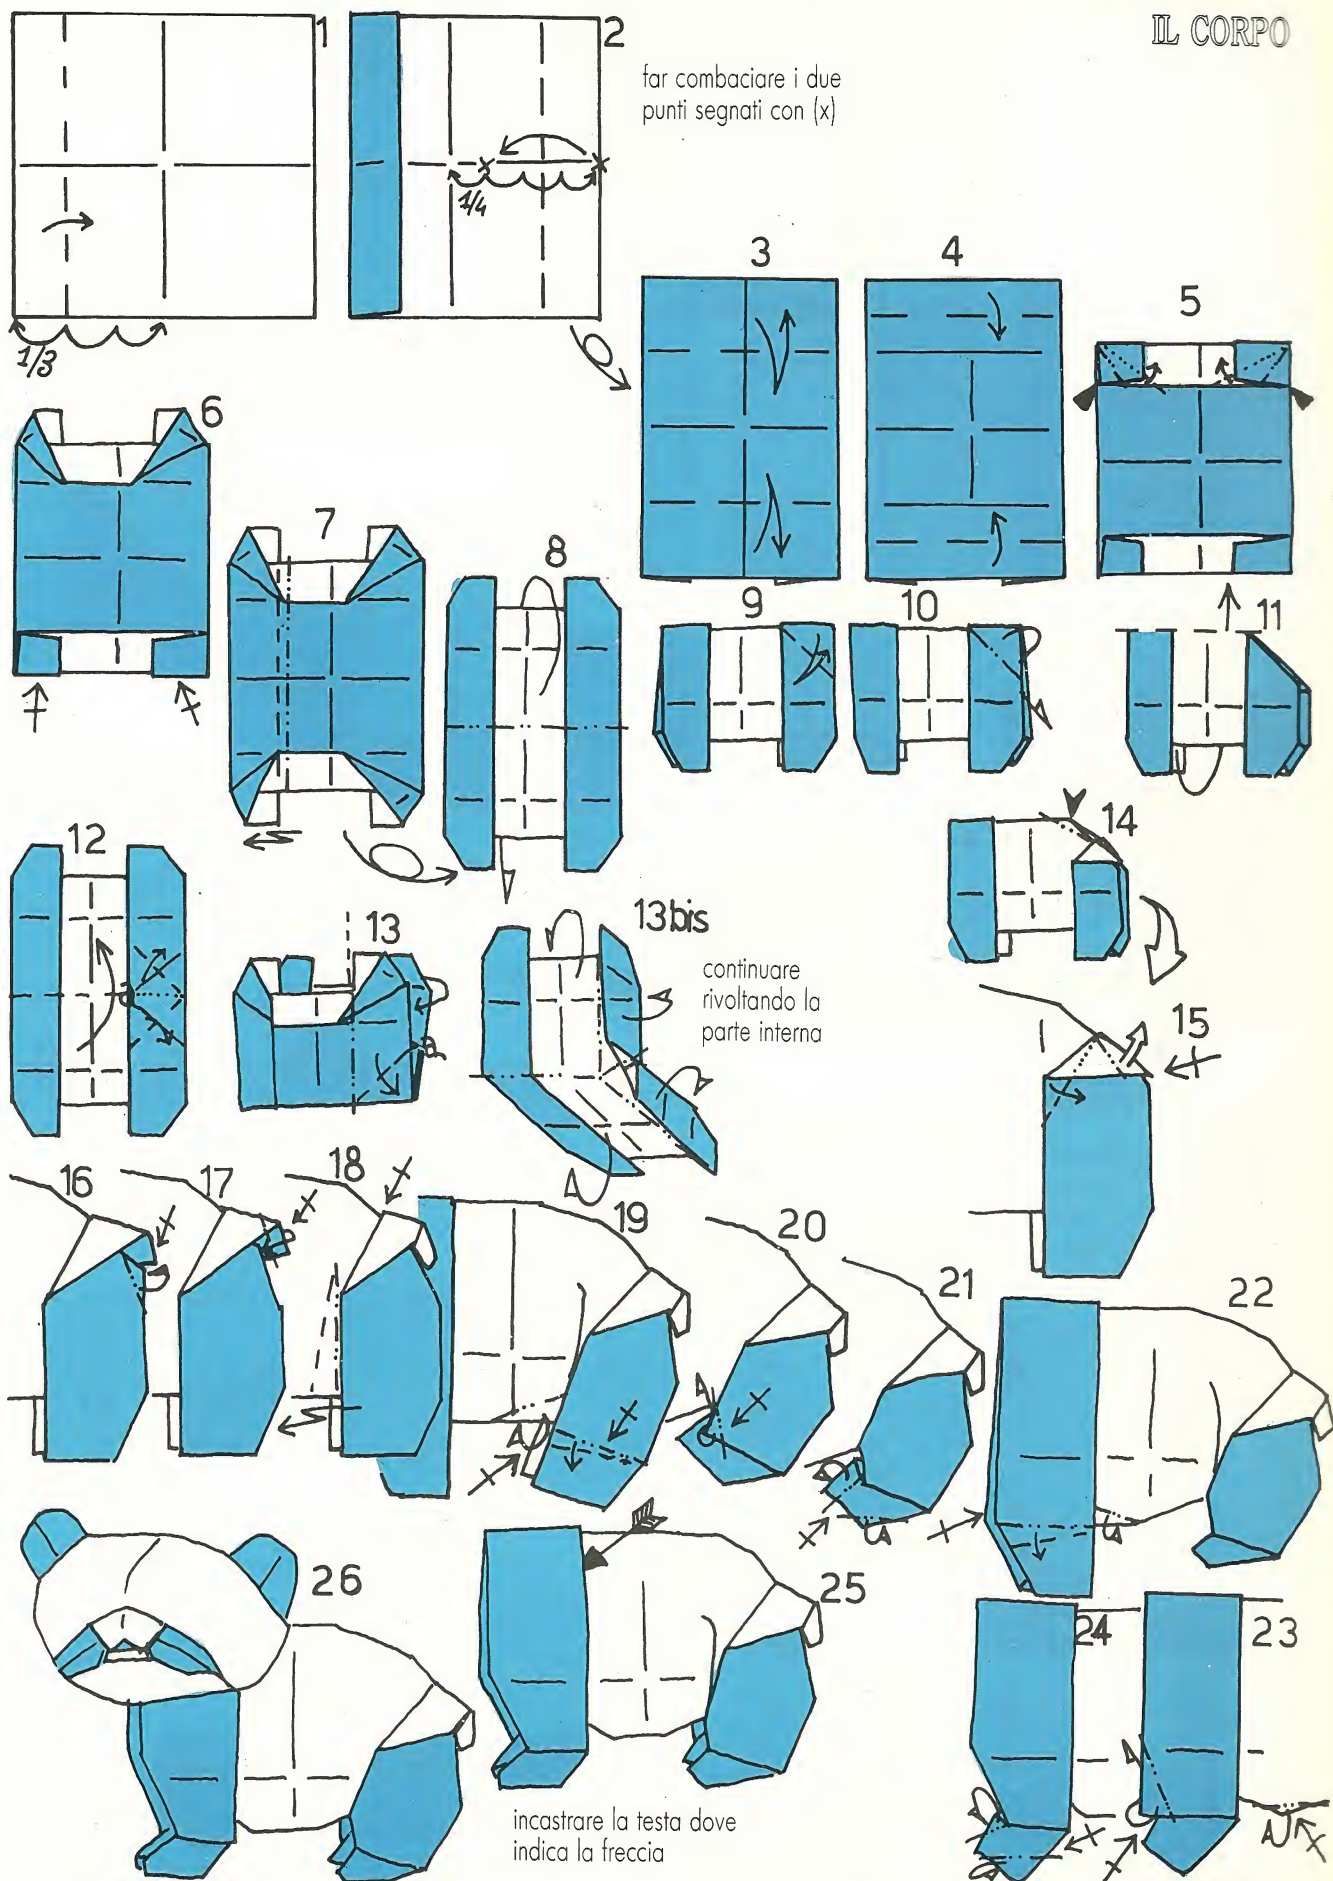 IL CORPO
1
2
far combaciare i due
punti segnati con (x)
x
x
1/4
1/3
3
4
5
6
7
8
9
10
11
12
13
a
13bis
continuare
rivoltando la
parte interna
14
15
16
17
18
19
20
21
22
26
25
24
23
incastrare la testa dove
indica la freccia